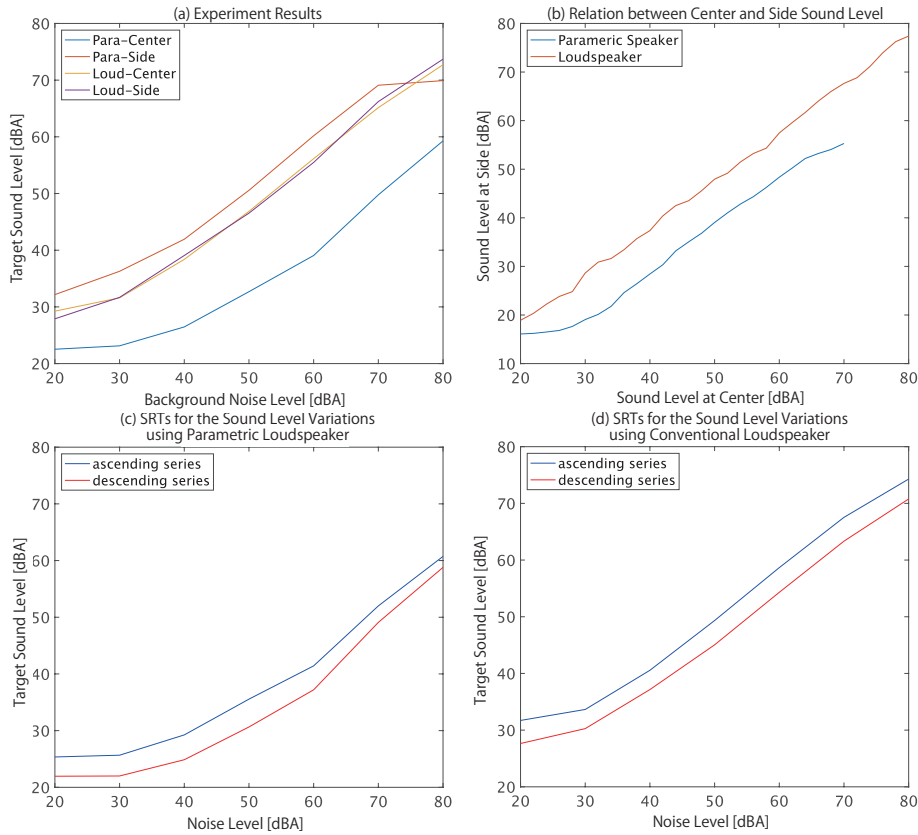 (a) Experiment Results
Para-Center
Para-Side
Loud-Center
Loud-Side
80
70
60
50
40
30
20
Target Sound Level [dBA]
20 30 40 50 60 70 80
Background Noise Level [dBA]
(b) Relation between Center and Side Sound Level
Parameric Speaker
Loudspeaker
80
70
60
50
40
30
20
10
Sound Level at Side [dBA]
20 30 40 50 60 70 80
Sound Level at Center [dBA]
(c) SRTs for the Sound Level Variations
using Parametric Loudspeaker
ascending series
descending series
80
70
60
50
40
30
20
Target Sound Level [dBA]
20 30 40 50 60 70 80
Noise Level [dBA]
(d) SRTs for the Sound Level Variations
using Conventional Loudspeaker
ascending series
descending series
80
70
60
50
40
30
20
Target Sound Level [dBA]
20 30 40 50 60 70 80
Noise Level [dBA]